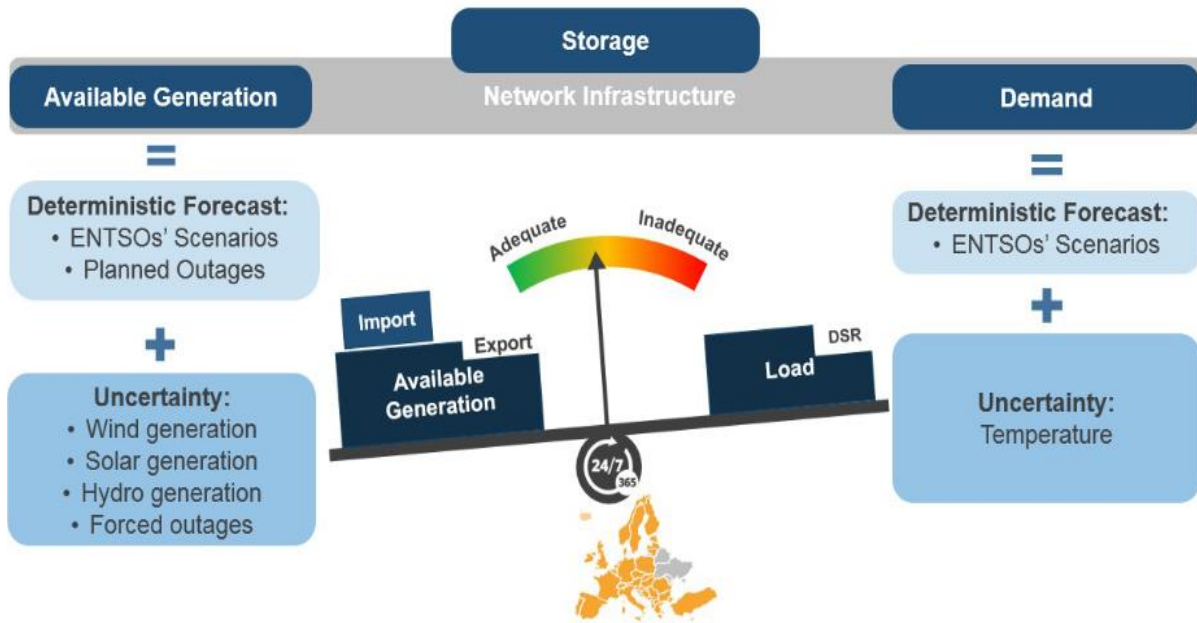 Storage
Available Generation
Network Infrastructure
Demand
=
Deterministic Forecast:
• ENTSOs’ Scenarios
• Planned Outages
+
Uncertainty:
• Wind generation
• Solar generation
• Hydro generation
• Forced outages
Adequate
Inadequate
Import
Export
Available
Generation
Load
DSR
24/7
365
=
Deterministic Forecast:
• ENTSOs’ Scenarios
+
Uncertainty:
Temperature